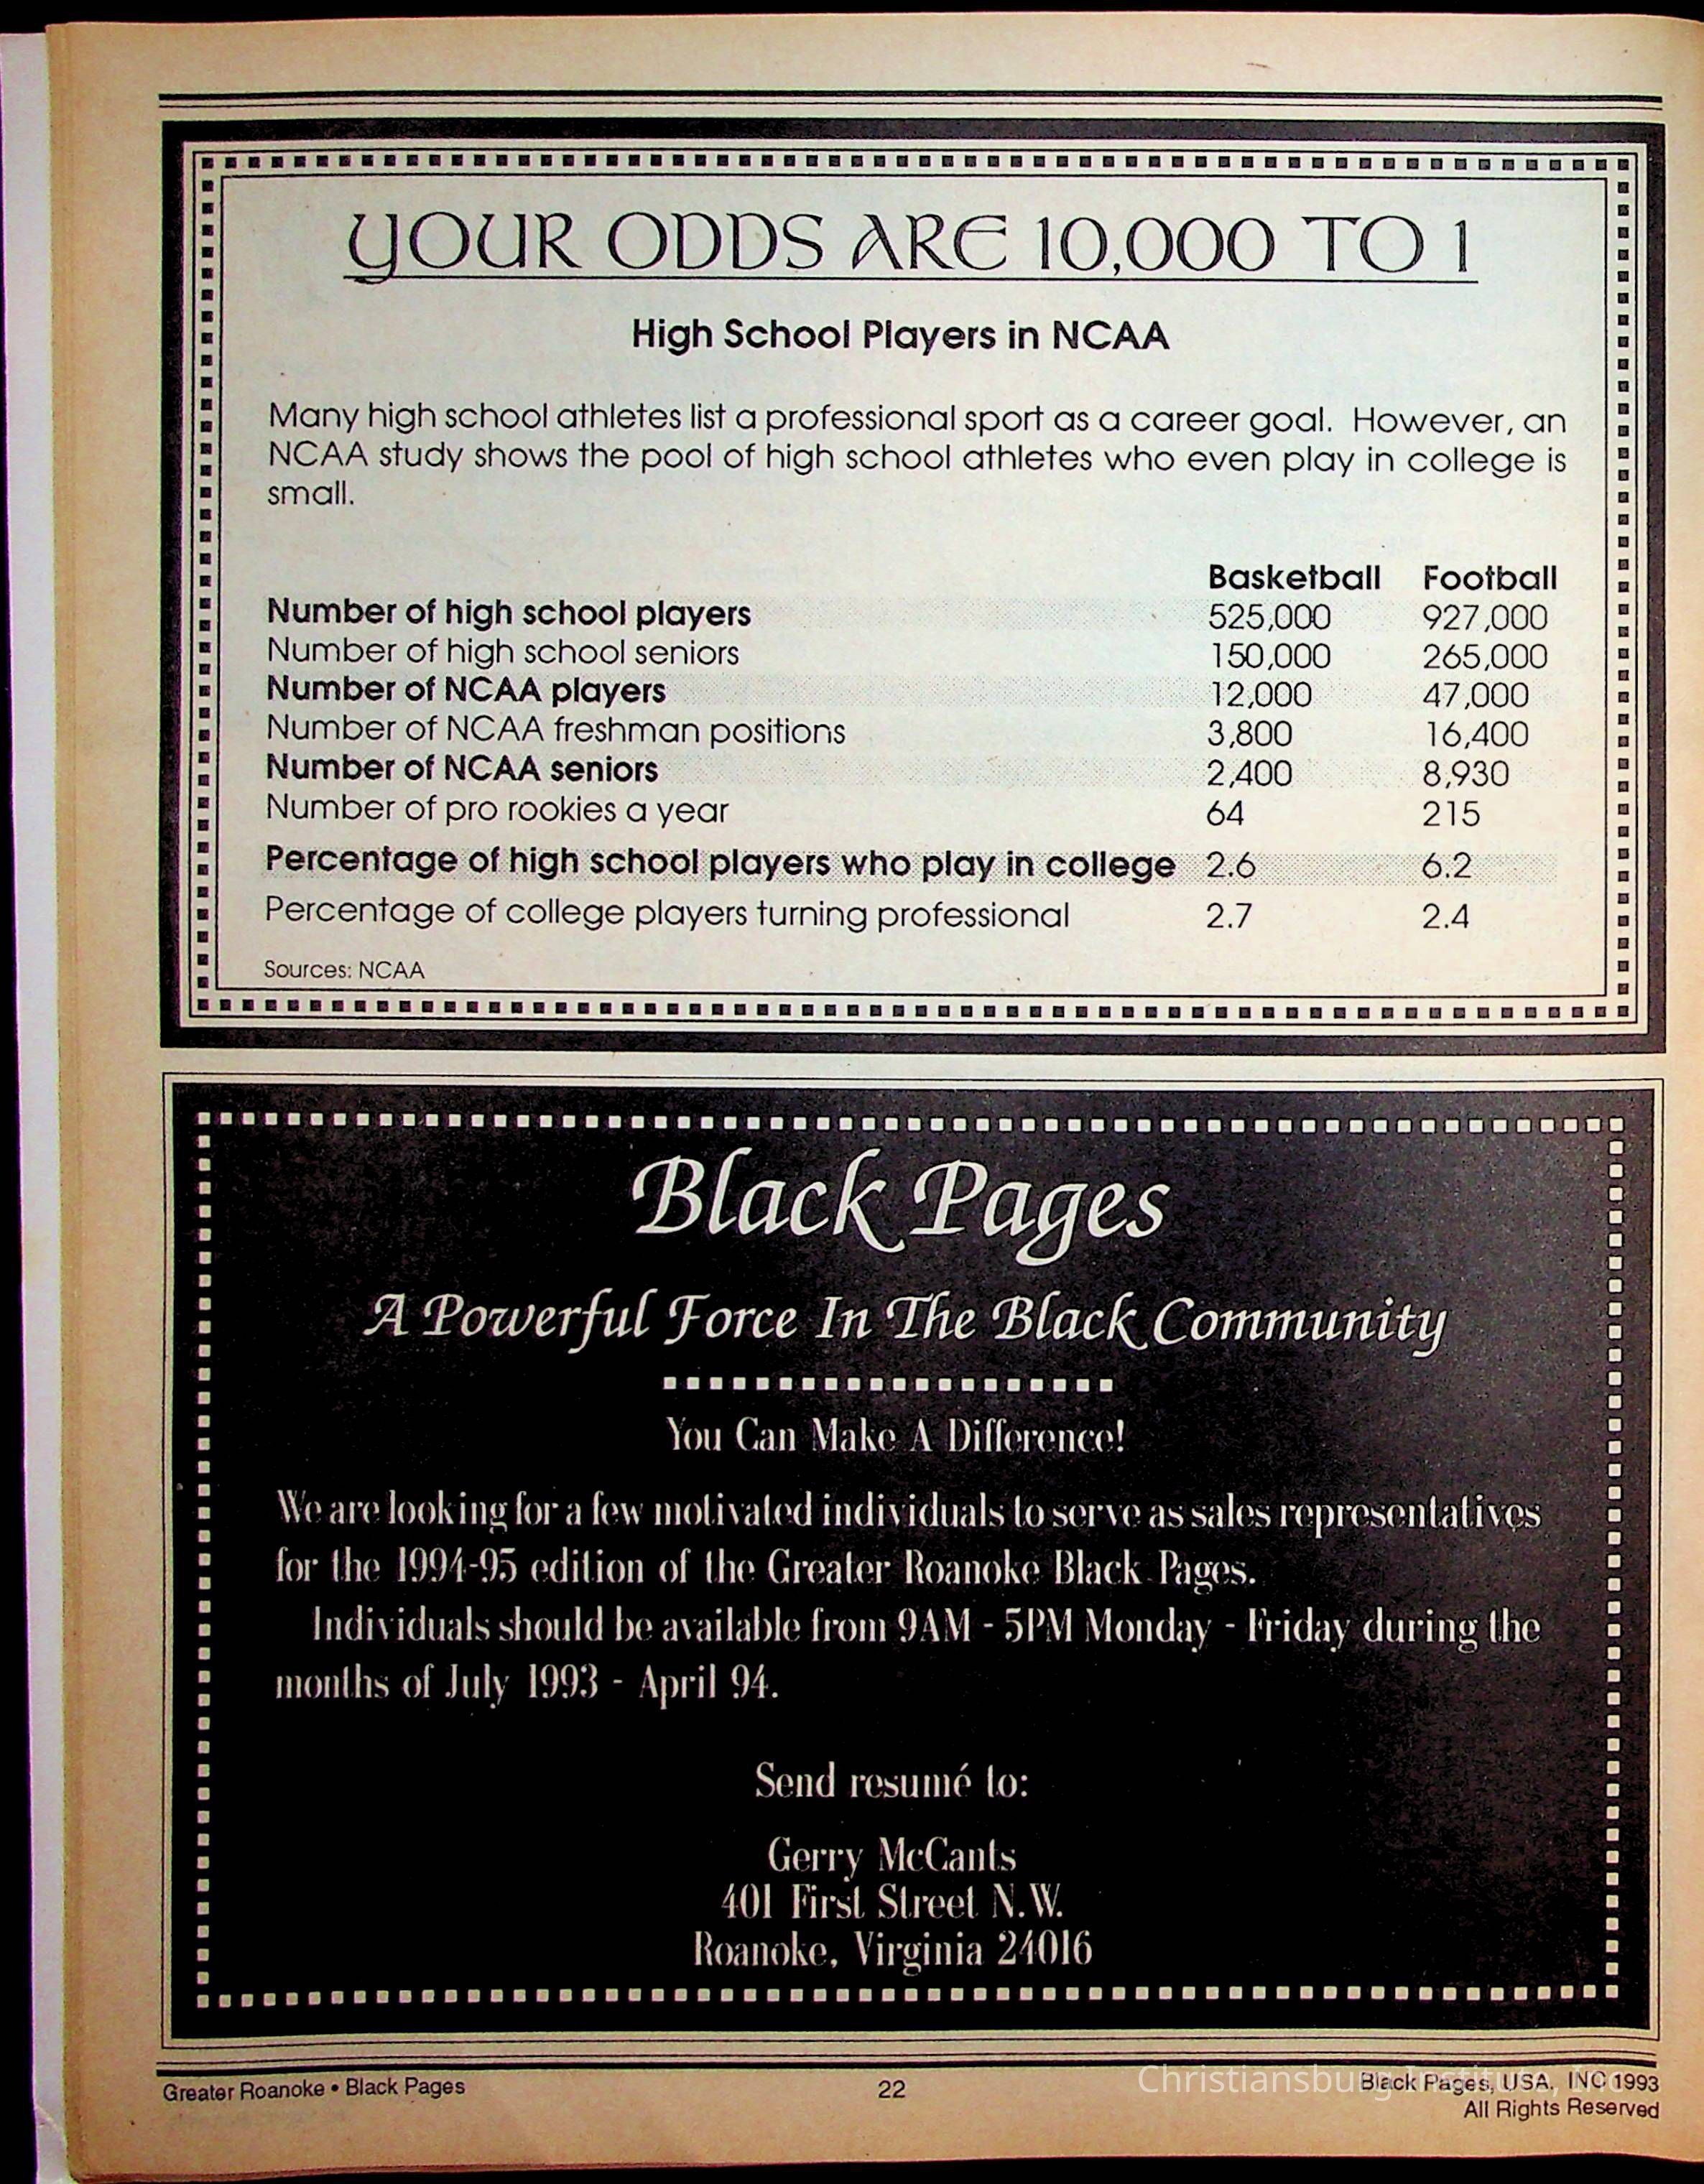 YOUR ODDS ARE 10,000 TO 1
High School Players in NCAA
Many high school athletes list a professional sport as a career goal. However, an
NCAA study shows the pool of high school athletes who even play in college is
small.
Basketball Football
Number of high school players 525,000 927,000
Number of high school seniors 150,000 265,000
Number of NCAA players 12,000 47,000
Number of NCAA freshman positions 3,800 16,400
Number of NCAA seniors 2,400 8,930
Number of pro rookies a year 64 215
Percentage of high school players who play in college 2.6 6.2
Percentage of college players turning professional 2.7 2.4
Sources: NCAA
Black Pages
A Powerful Force In The Black Community
You Can Make A Difference!
We are looking for a few motivated individuals to serve as sales representatives
for the 1994-95 edition of the Greater Roanoke Black Pages.
Individuals should be available from 9AM - 5PM Monday - Friday during the
months of July 1993 - April 94.
Send resumé to:
Gerry McCants
401 First Street N.W.
Roanoke, Virginia 24016
Greater Roanoke • Black Pages
22
Christiansburg Institute, Inc.
Black Pages, USA, INC 1993
All Rights Reserved